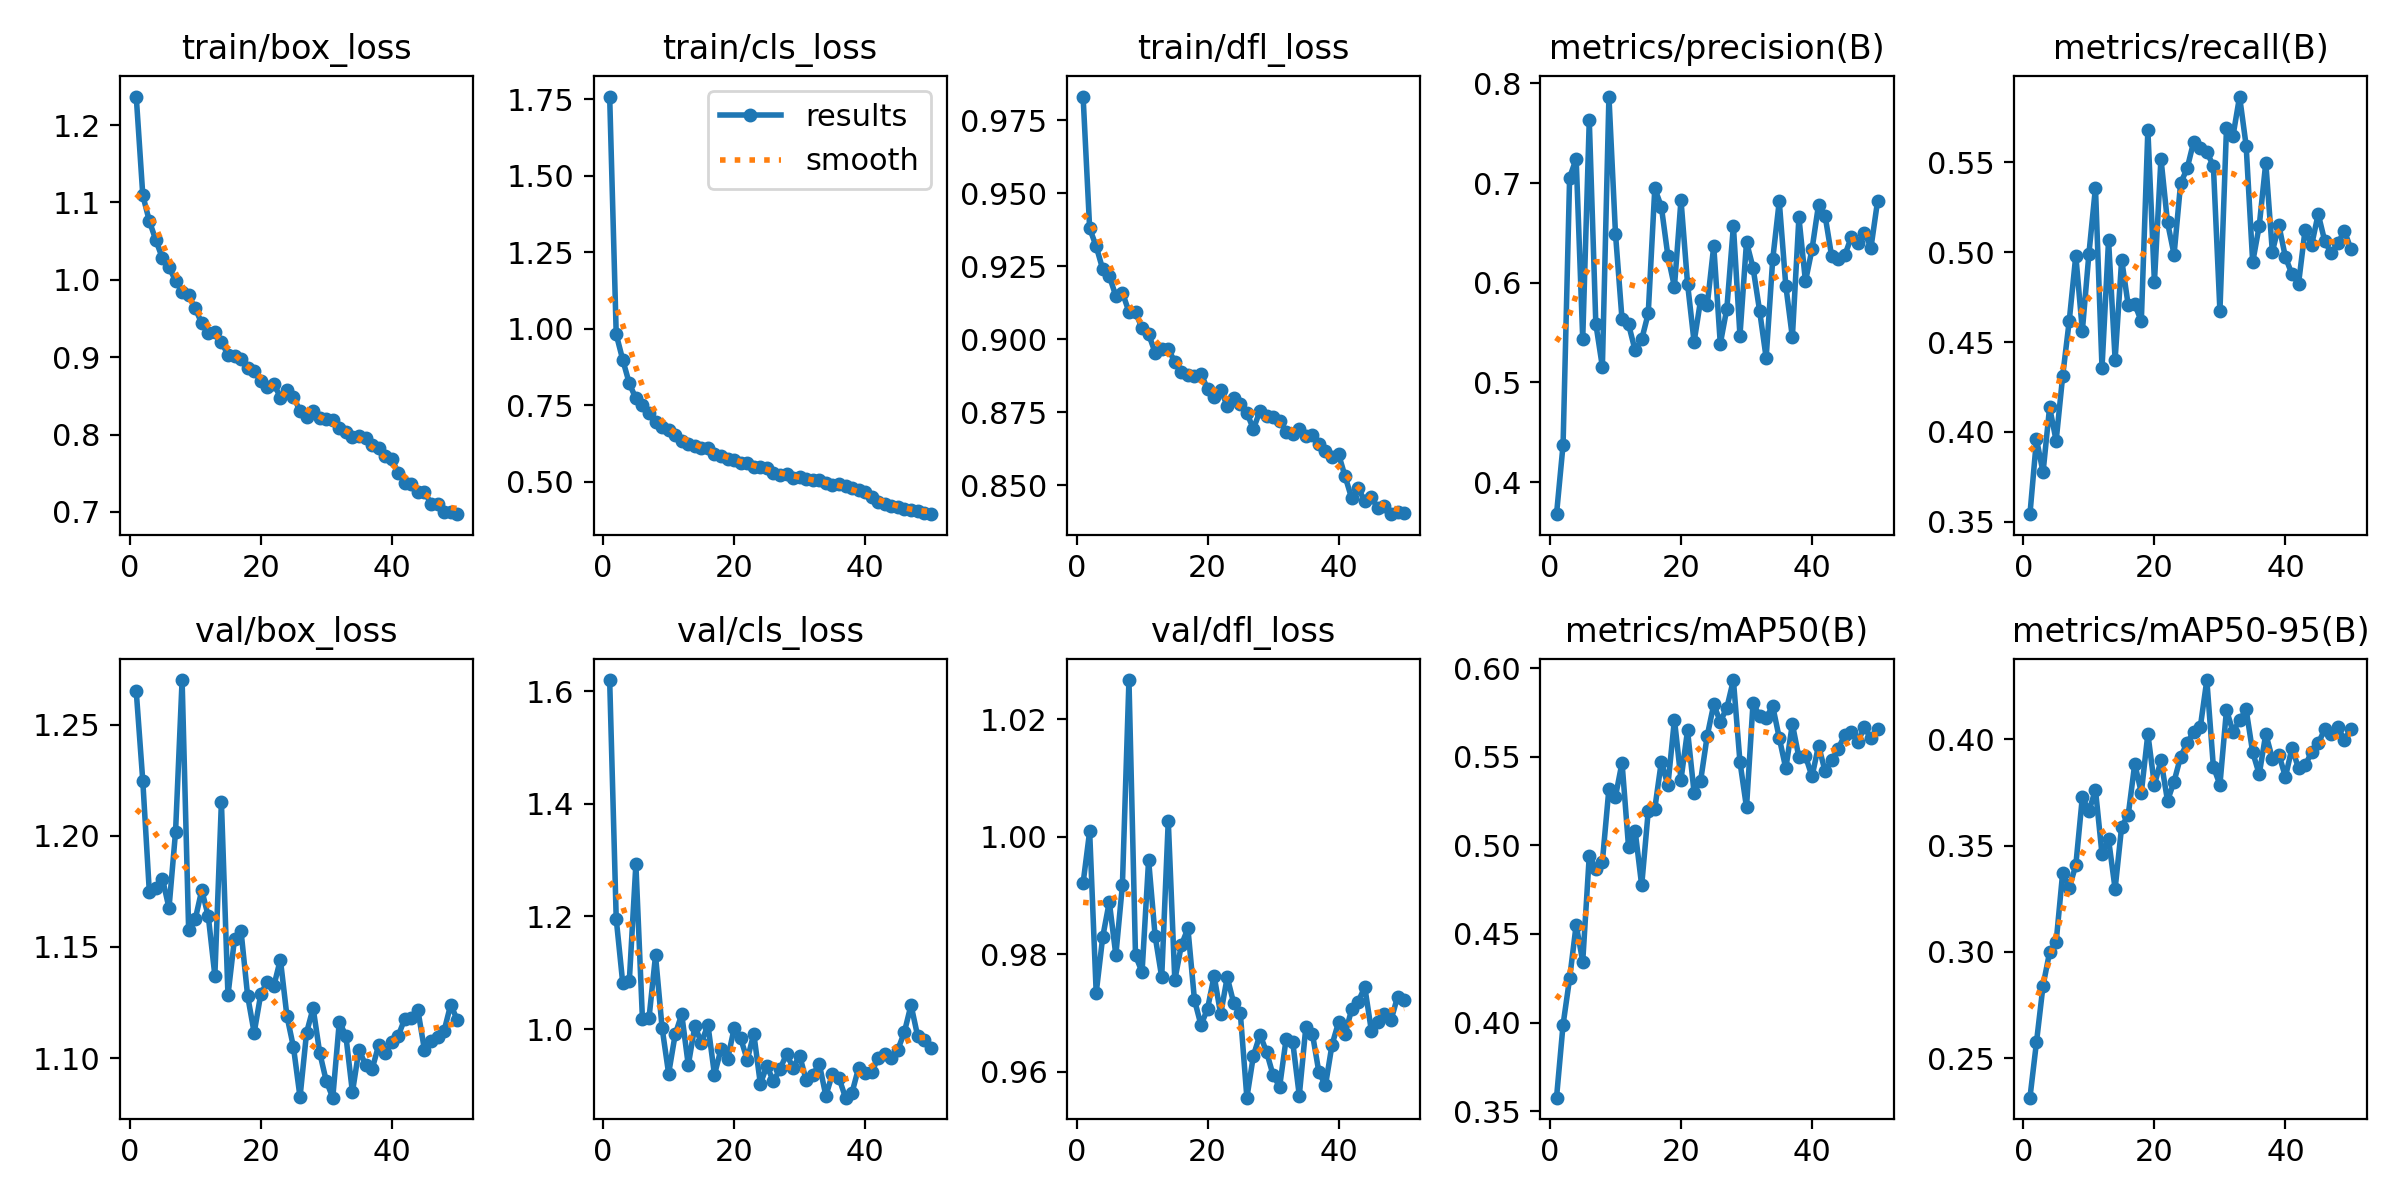 train/box_loss
train/cls_loss
train/dfl_loss
metrics/precision(B)
metrics/recall(B)
1.2
1.1
1.0
0.9
0.8
0.7
0 20 40
results
smooth
1.75
1.50
1.25
1.00
0.75
0.50
0 20 40
0.975
0.950
0.925
0.900
0.875
0.850
0 20 40
0.8
0.7
0.6
0.5
0.4
0 20 40
0.55
0.50
0.45
0.40
0.35
0 20 40
val/box_loss
val/cls_loss
val/dfl_loss
metrics/mAP50(B)
metrics/mAP50-95(B)
1.25
1.20
1.15
1.10
0 20 40
1.6
1.4
1.2
1.0
0 20 40
1.02
1.00
0.98
0.96
0 20 40
0.60
0.55
0.50
0.45
0.40
0.35
0 20 40
0.40
0.35
0.30
0.25
0 20 40